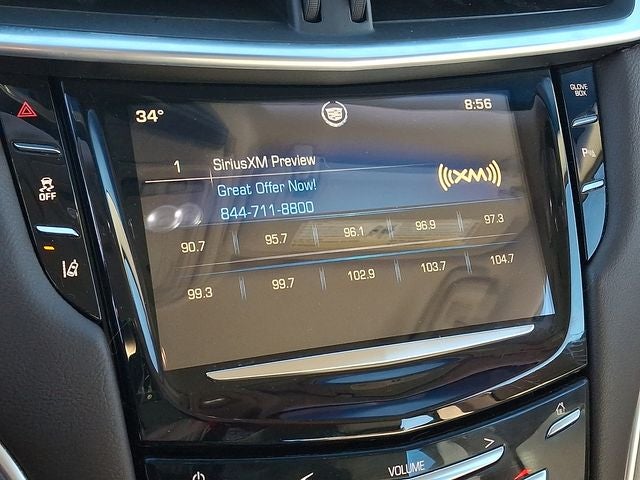 34° 8:56
1 SiriusXM Preview
Great Offer Now!
844-711-8800
((XM))
90.7 95.7 96.1 96.9 97.3
99.3 99.7 102.9 103.7 104.7
OFF
GLOVE
BOX
P
VOLUME